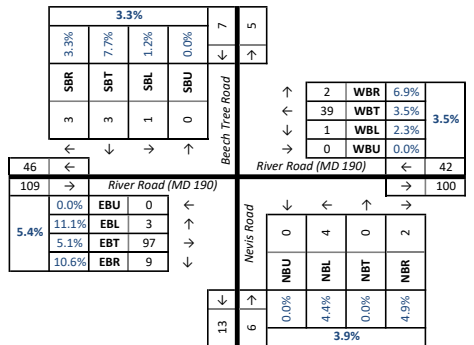 3.3%
3.3% 7.7% 1.2% 0.0%
SBR SBT SBL SBU
3 3 1 0
← ↓ → ↑
7 5
↓ ↑
Beech Tree Road
↑ 2 WBR 6.9%
← 39 WBT 3.5%
↓ 1 WBL 2.3%
→ 0 WBU 0.0%
3.5%
46 ←
River Road (MD 190) ← 42
109 → River Road (MD 190)
→ 100
5.4%
0.0% EBU 0 ←
11.1% EBL 3 ↑
5.1% EBT 97 →
10.6% EBR 9 ↓
Nevis Road
↓ ← ↑ →
0 4 0 2
NBU NBL NBT NBR
0.0% 4.4% 0.0% 4.9%
3.9%
↓ ↑
13 6